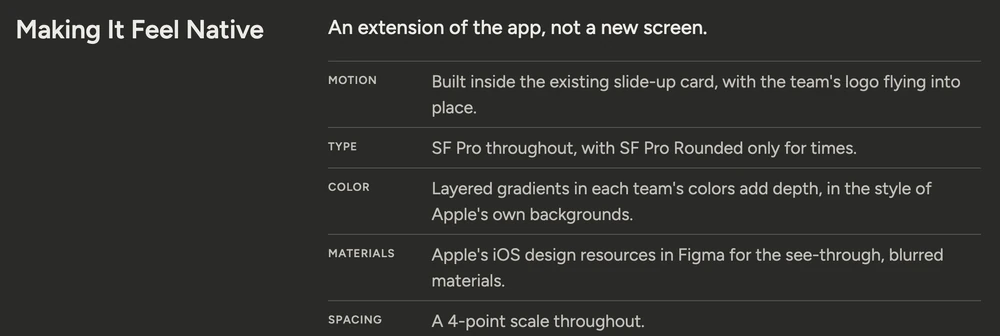 Making It Feel Native
An extension of the app, not a new screen.
MOTION
Built inside the existing slide-up card, with the team's logo flying into
place.
TYPE
SF Pro throughout, with SF Pro Rounded only for times.
COLOR
Layered gradients in each team's colors add depth, in the style of
Apple's own backgrounds.
MATERIALS
Apple's iOS design resources in Figma for the see-through, blurred
materials.
SPACING
A 4-point scale throughout.